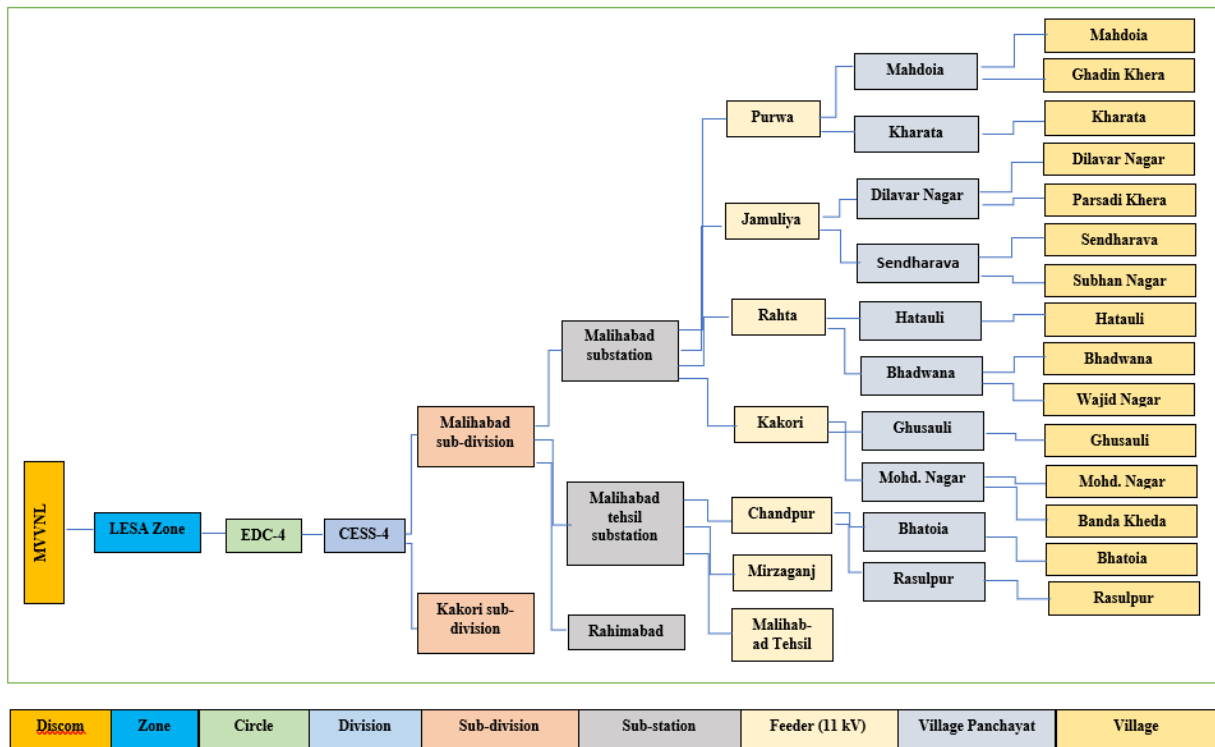 Mahdoia
Ghadin Khera
Mahdoia
Purwa
Kharata
Kharata
Dilavar Nagar
Dilavar Nagar
Parsadi Khera
Jamuliya
Sendharava
Sendharava
Subhan Nagar
Rahta
Hatauli
Hatauli
Malihabad
substation
Bhadwana
Bhadwana
Wajid Nagar
Malihabad
sub-division
Kakori
Ghusauli
Ghusauli
Mohd. Nagar
Mohd. Nagar
Banda Kheda
MVVNL
LESA Zone
EDC-4
CESS-4
Malihabad
tehsil
substation
Chandpur
Bhatoia
Bhatoia
Mirzaganj
Rasulpur
Rasulpur
Kakori sub-
division
Rahimabad
Malihab-
ad Tehsil
Discom
Zone
Circle
Division
Sub-division
Sub-station
Feeder (11 kV)
Village Panchayat
Village